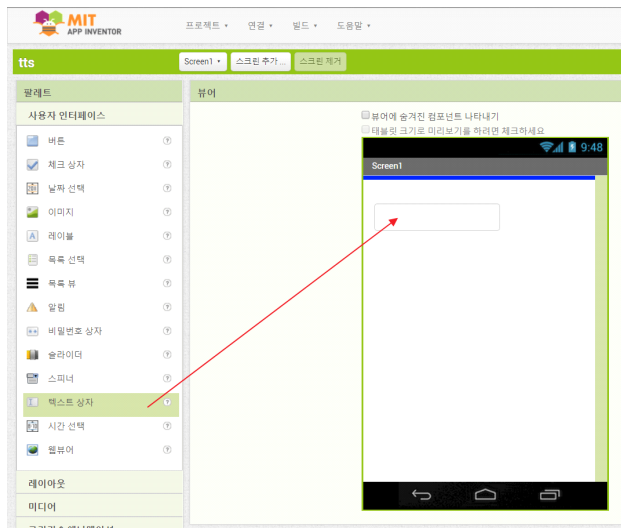 MIT
APP INVENTOR
프로젝트 연결 빌드 도움말
tts
Screen1 스크린 추가 ... 스크린 제거
팔레트
뷰어
사용자 인터페이스
뷰어에 숨겨진 컴포넌트 나타내기
태블릿 크기로 미리보기를 하려면 체크하세요
9:48
Screen1
버튼 ?
체크 상자 ?
날짜 선택 ?
이미지 ?
A 레이블 ?
목록 선택 ?
목록 뷰 ?
알림 ?
비밀번호 상자 ?
슬라이더 ?
스피너 ?
텍스트 상자 ?
시간 선택 ?
웹뷰어 ?
레이아웃
미디어